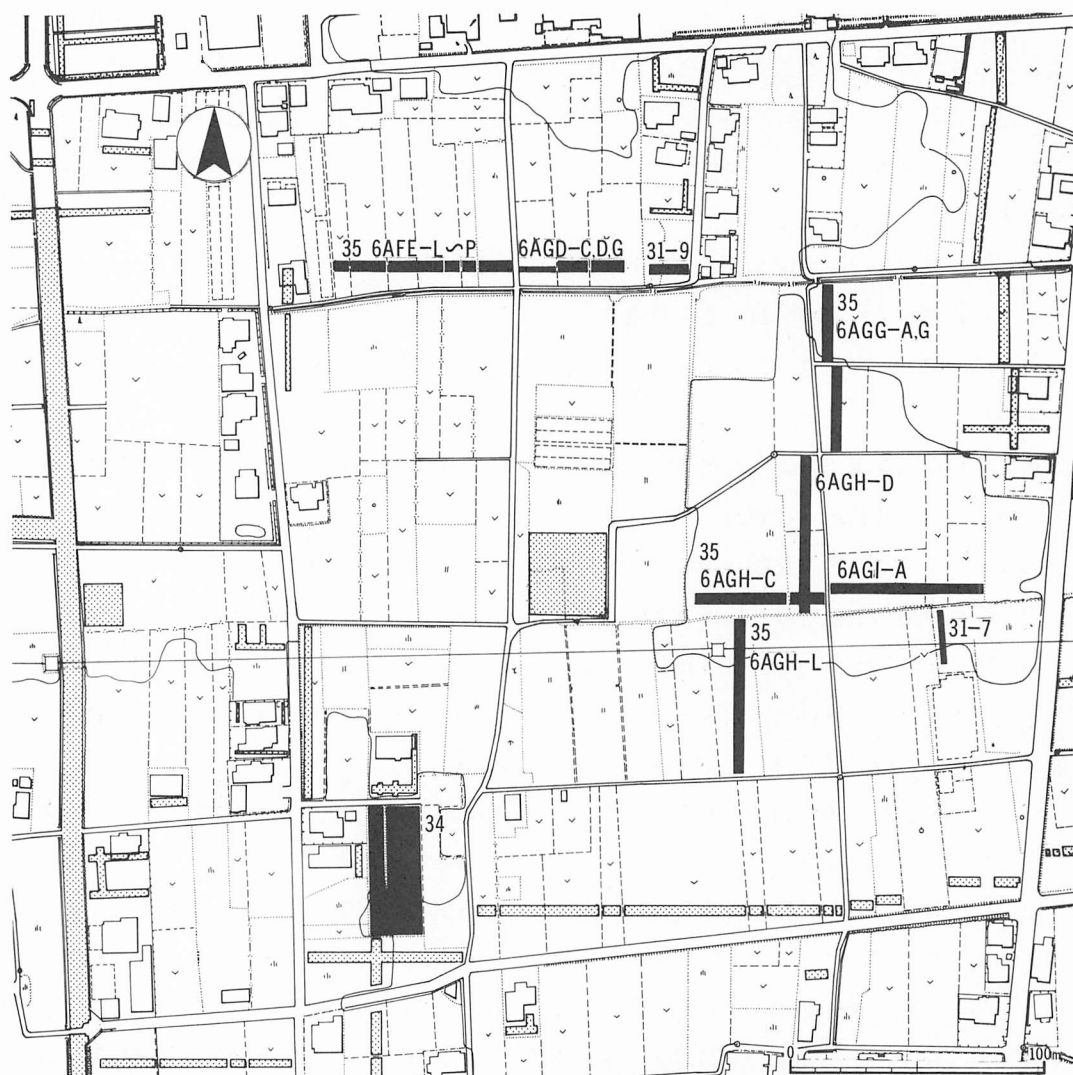 35 6AFE-L∽P 6AGD-C,D,G 31-9
35
6AGG-A,G
6AGH-D
35
6AGH-C
6AGI-A
35
6AGH-L
31-7
34
0 100m